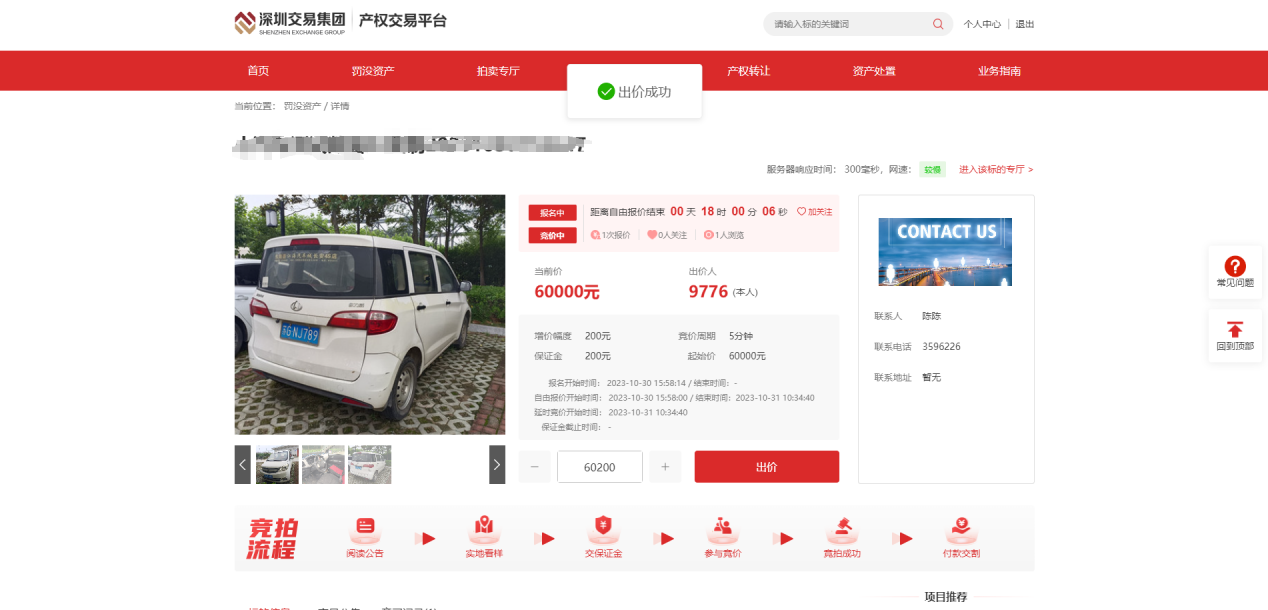 深圳交易集团 产权交易平台
SHENZHEN EXCHANGE GROUP
请输入标的关键词
个人中心 | 退出
首页 罚没资产 拍卖专厅 产权转让 资产处置 业务指南
出价成功
当前位置： 罚没资产 / 详情
服务器响应时间： 300毫秒，网速： 较慢 进入该标的专厅 >
报名中
距离自由报价结束 00 天 18 时 00 分 06 秒 加关注
竞价中
1次报价 0人关注 1人浏览
当前价 出价人
60000元 9776 (本人)
增价幅度 200元 竞价周期 5分钟
保证金 200元 起始价 60000元
报名开始时间： 2023-10-30 15:58:14 / 结束时间： -
自由报价开始时间： 2023-10-30 15:58:00 / 结束时间： 2023-10-31 10:34:40
延时竞价开始时间： 2023-10-31 10:34:40
保证金截止时间： -
− 60200 + 出价
CONTACT US
联系人 陈陈
联系电话 3596226
联系地址 暂无
常见问题
回到顶部
竞拍流程
阅读公告 实地看样 交保证金 参与竞价 竞拍成功 付款交割
项目推荐